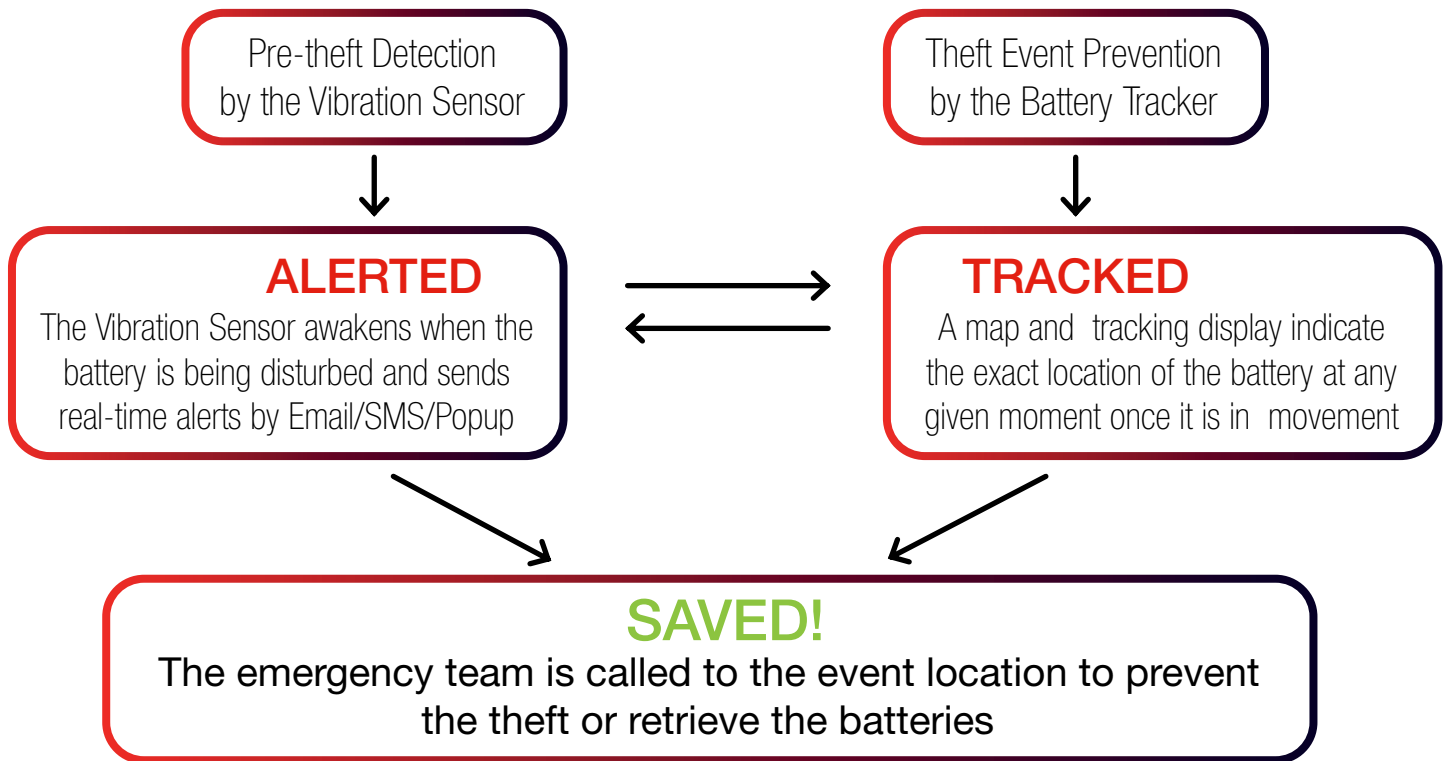 Pre-theft Detection
by the Vibration Sensor
Theft Event Prevention
by the Battery Tracker
ALERTED
The Vibration Sensor awakens when the
battery is being disturbed and sends
real-time alerts by Email/SMS/Popup
TRACKED
A map and  tracking display indicate
the exact location of the battery at any
given moment once it is in  movement
SAVED!
The emergency team is called to the event location to prevent
the theft or retrieve the batteries